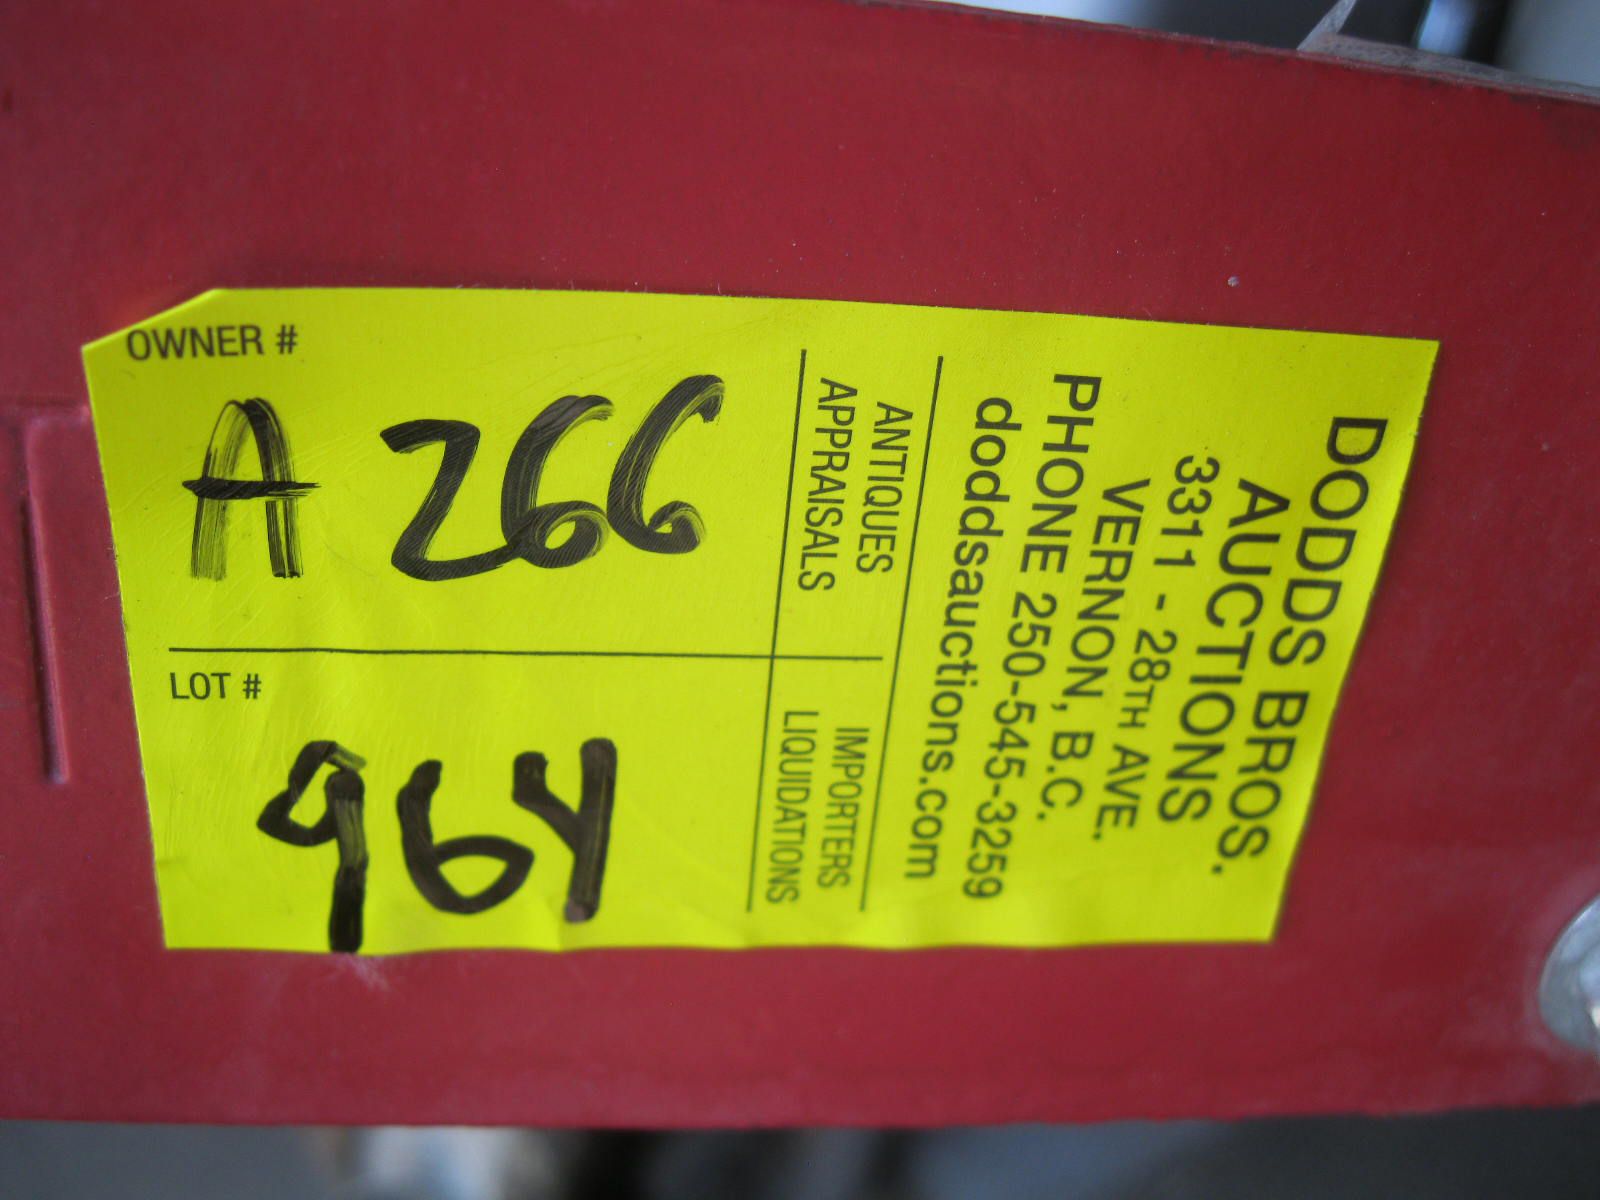 OWNER #
A 266
LOT #
964
ANTIQUES
APPRAISALS
IMPORTERS
LIQUIDATIONS
DODDS BROS.
AUCTIONS
3311 - 28TH AVE.
VERNON, B.C.
PHONE 250-545-3259
doddsauctions.com